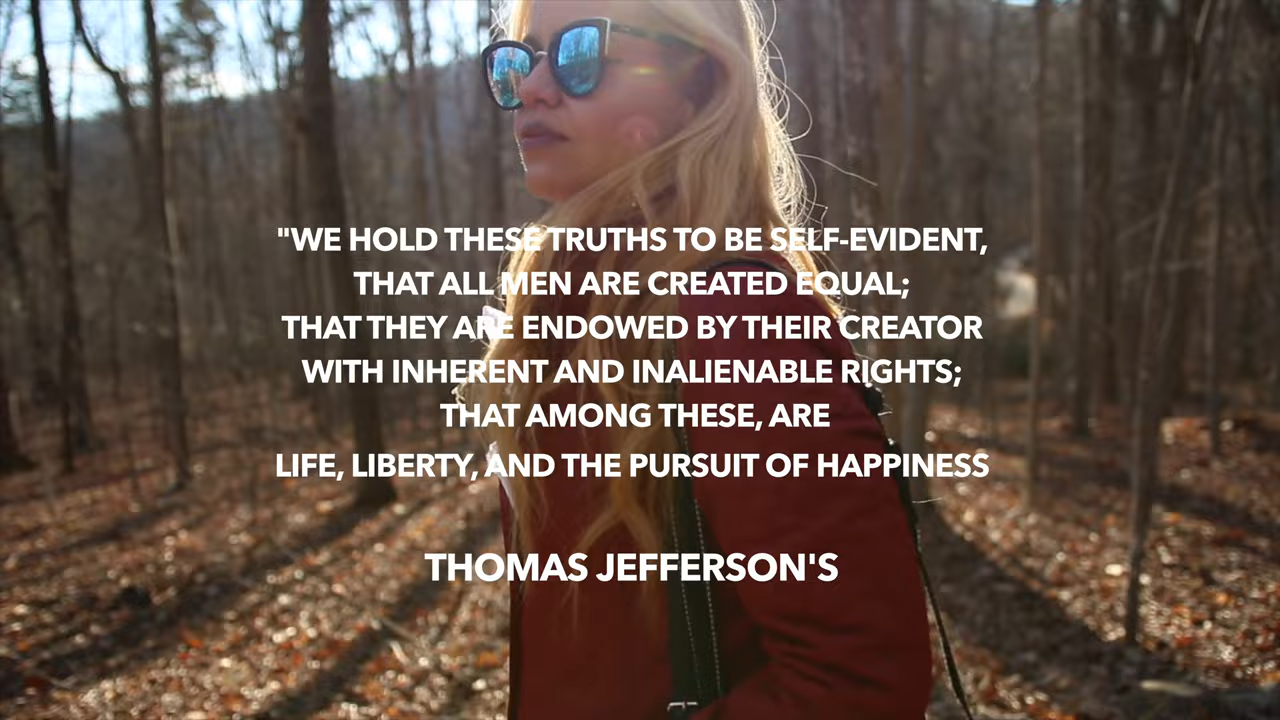 "WE HOLD THESE TRUTHS TO BE SELF-EVIDENT,
THAT ALL MEN ARE CREATED EQUAL;
THAT THEY ARE ENDOWED BY THEIR CREATOR
WITH INHERENT AND INALIENABLE RIGHTS;
THAT AMONG THESE, ARE
LIFE, LIBERTY, AND THE PURSUIT OF HAPPINESS
THOMAS JEFFERSON'S